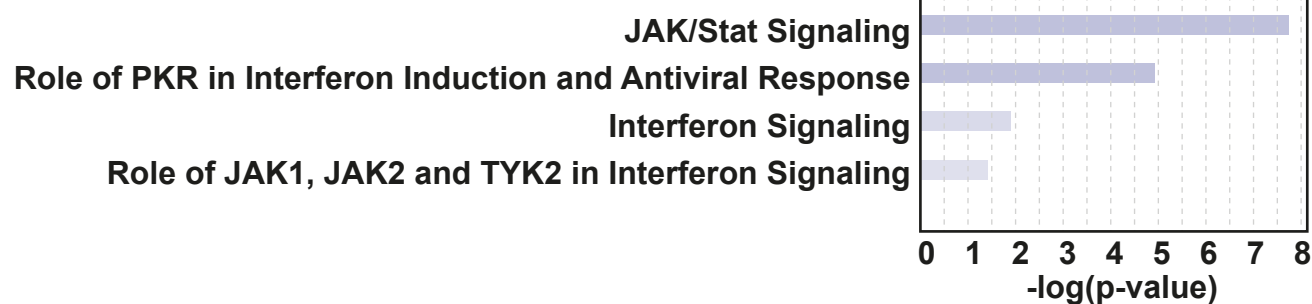 JAK/Stat Signaling
Role of PKR in Interferon Induction and Antiviral Response
Interferon Signaling
Role of JAK1, JAK2 and TYK2 in Interferon Signaling
0 1 2 3 4 5 6 7 8
-log(p-value)